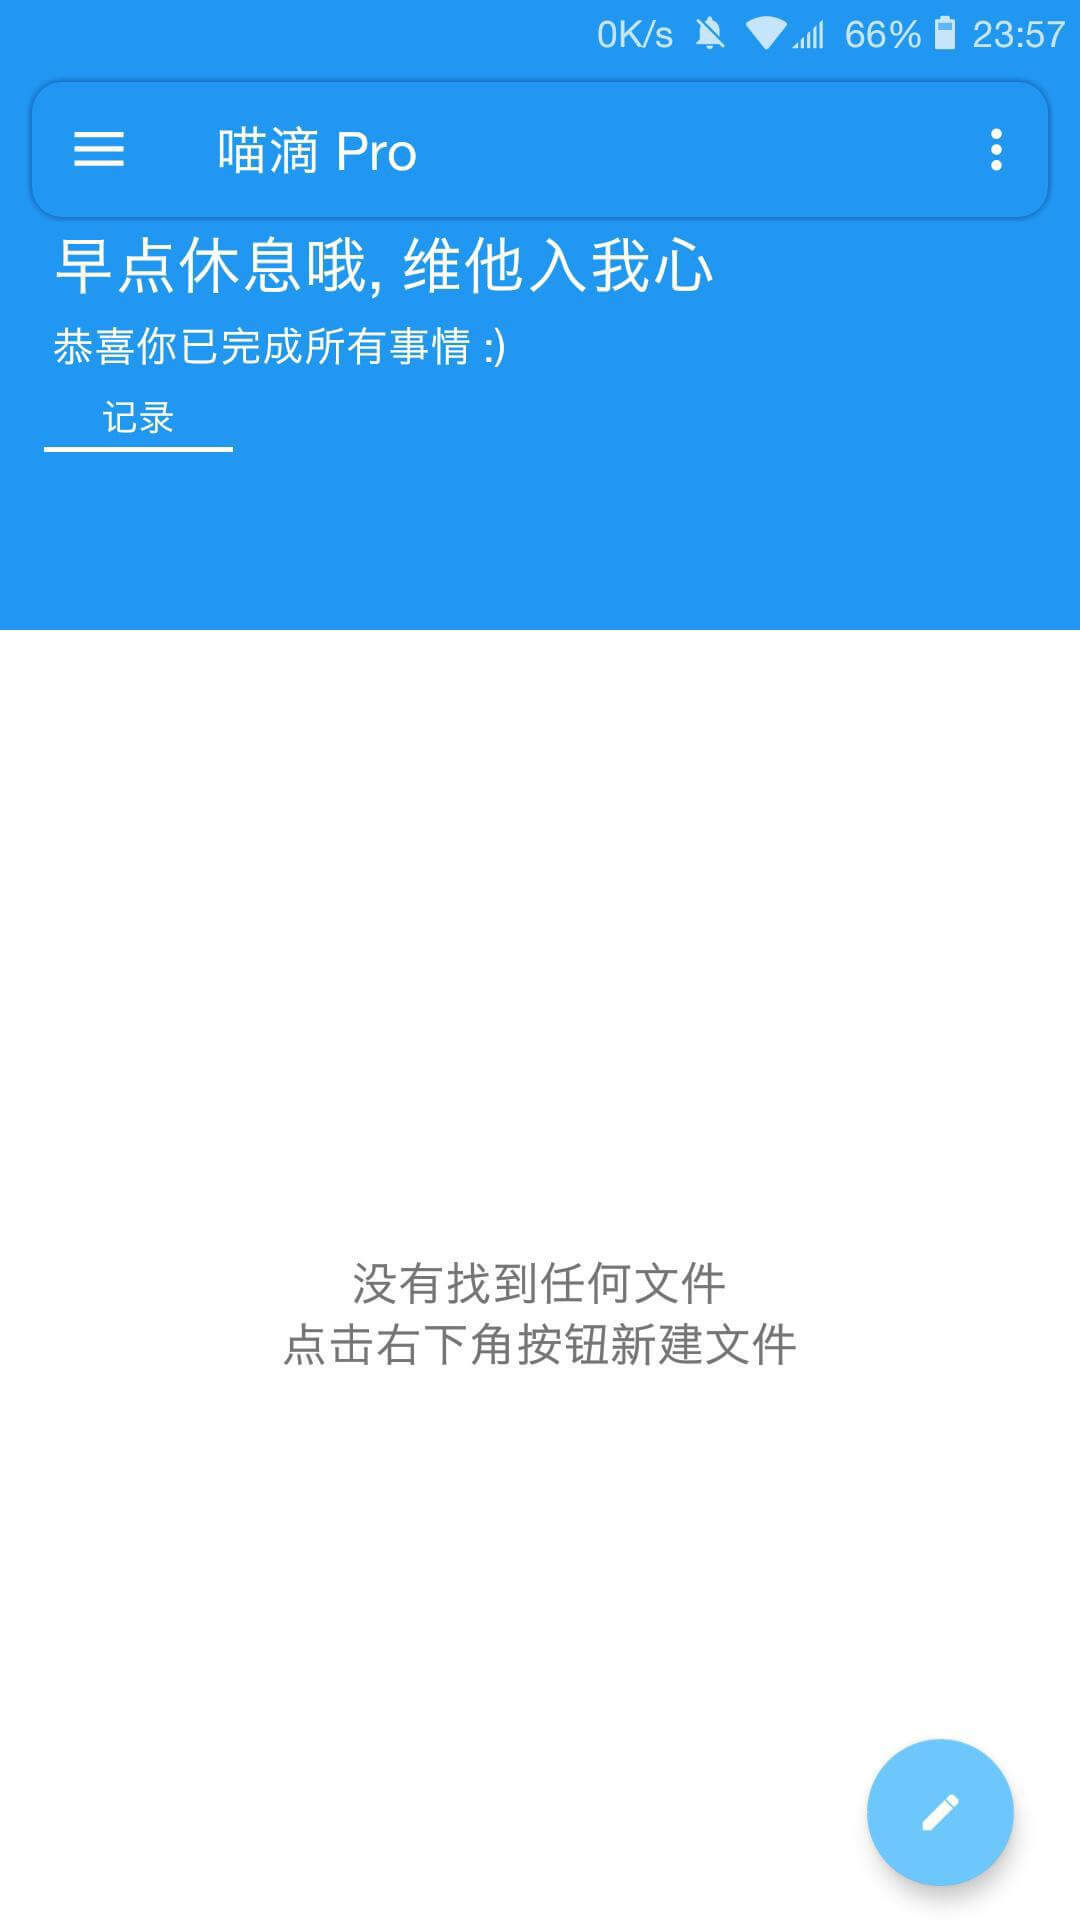 0K/s 66% 23:57
喵滴 Pro
早点休息哦, 维他入我心
恭喜你已完成所有事情 :)
记录
没有找到任何文件
点击右下角按钮新建文件